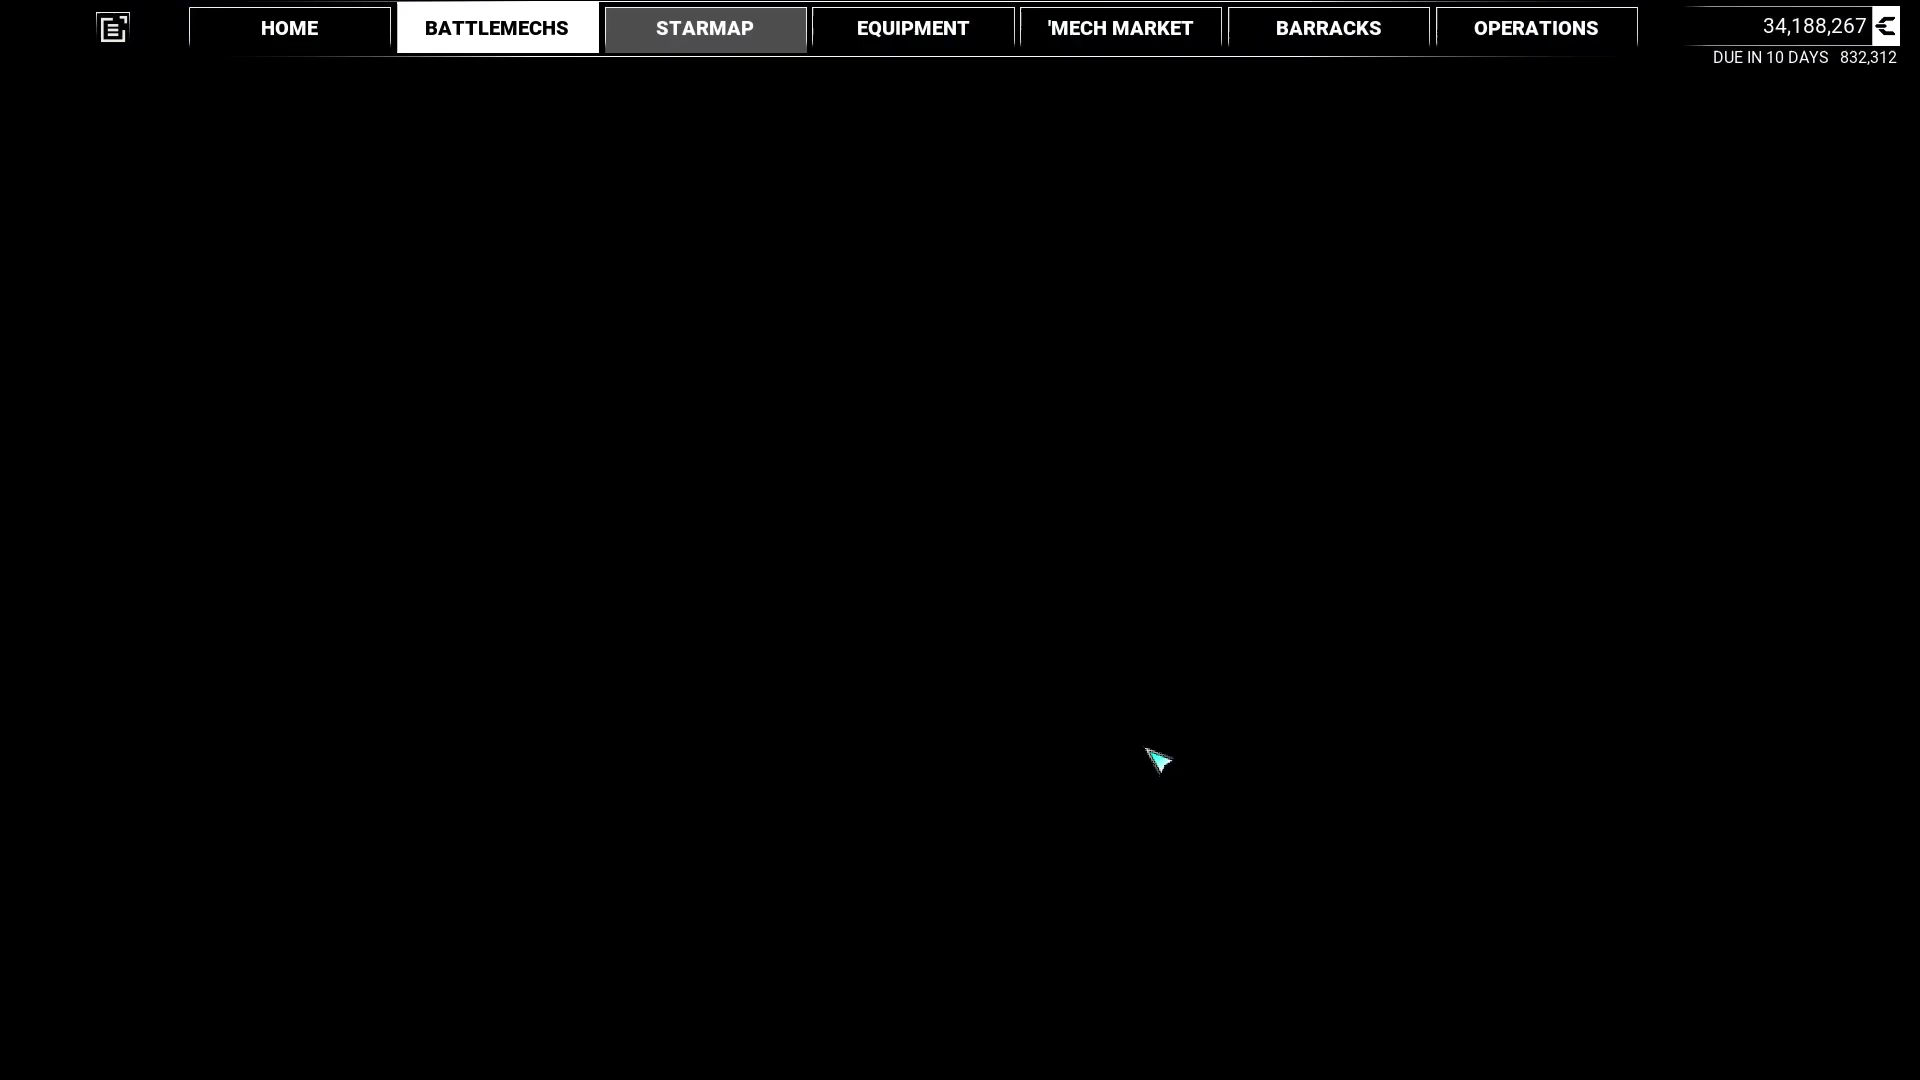 HOME
BATTLEMECHS
STARMAP
EQUIPMENT
'MECH MARKET
BARRACKS
OPERATIONS
34,188,267
DUE IN 10 DAYS 832,312